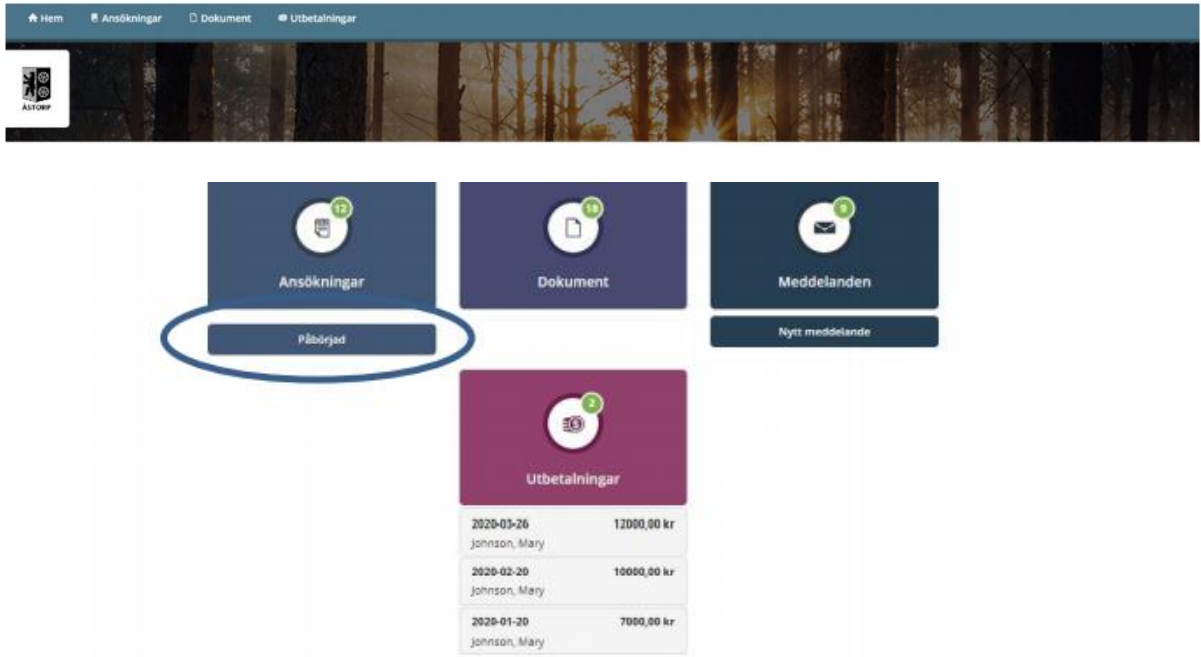 Hem Ansökningar Dokument Utbetalningar
ÅSTORP
12
Ansökningar
Påbörjad
18
Dokument
9
Meddelanden
Nytt meddelande
2
Utbetalningar
2020-03-26 12000,00 kr
Johnson, Mary
2020-02-20 10000,00 kr
Johnson, Mary
2020-01-20 7000,00 kr
Johnson, Mary